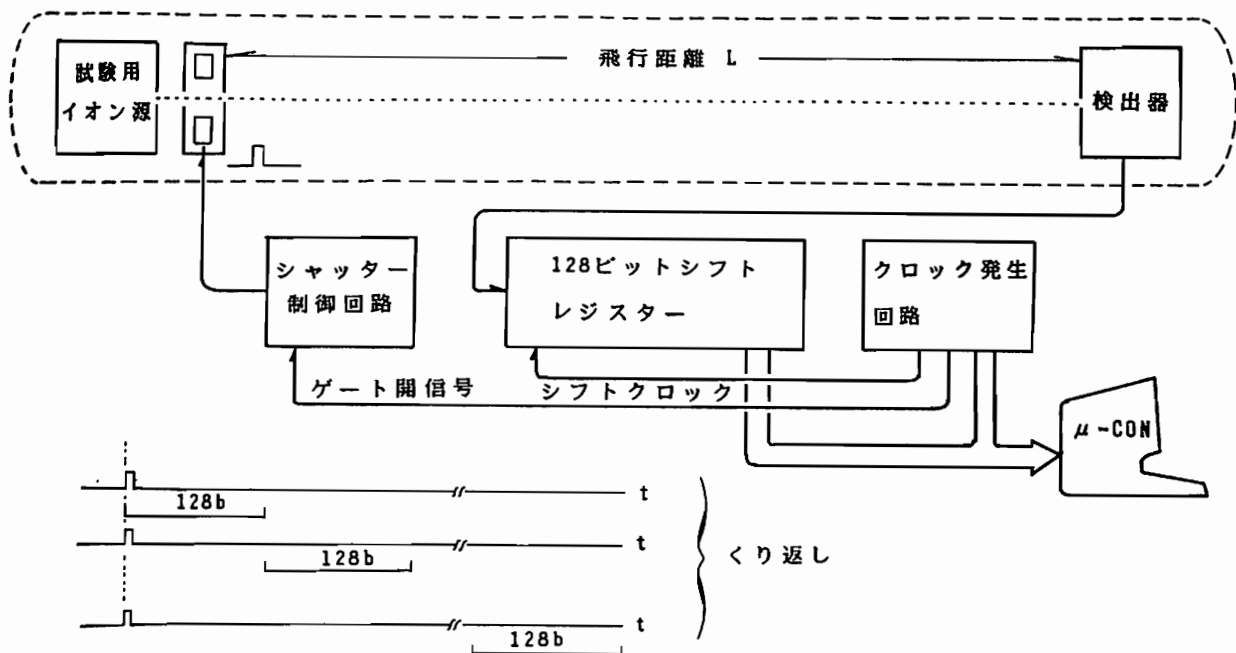 試験用
イオン源
飛行距離 L
検出器
シャッター
制御回路
128ビットシフト
レジスター
クロック発生
回路
ゲート開信号
シフトクロック
μ-CON
t
128b
t
128b
くり返し
t
128b